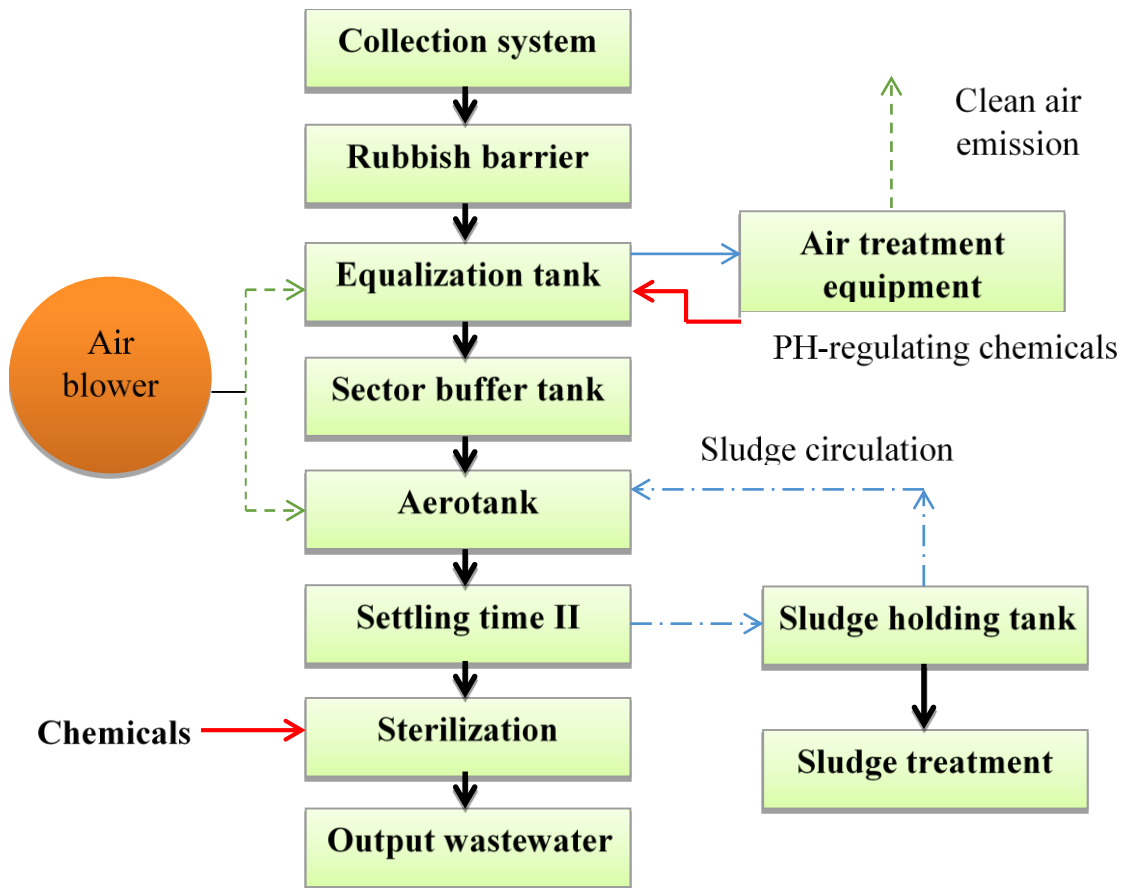 Collection system
Clean air
emission
Rubbish barrier
Air treatment
equipment
Equalization tank
Air
blower
PH-regulating chemicals
Sector buffer tank
Sludge circulation
Aerotank
Settling time II
Sludge holding tank
Chemicals
Sterilization
Sludge treatment
Output wastewater